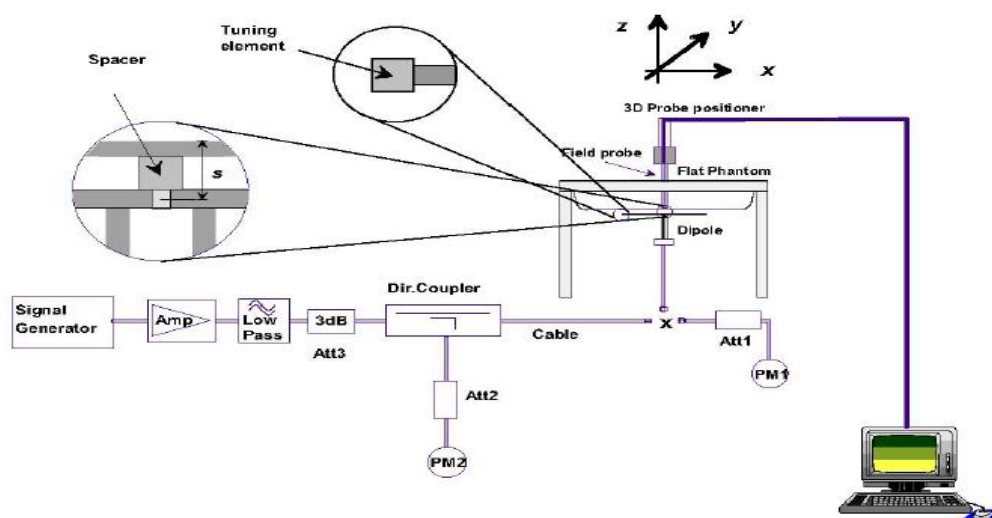 Tuning
element
Spacer
s
z
y
x
3D Probe positioner
Field probe
Flat Phantom
Dipole
Signal
Generator
Amp
Low
Pass
3dB
Att3
Dir.Coupler
Cable
X
Att1
PM1
Att2
PM2